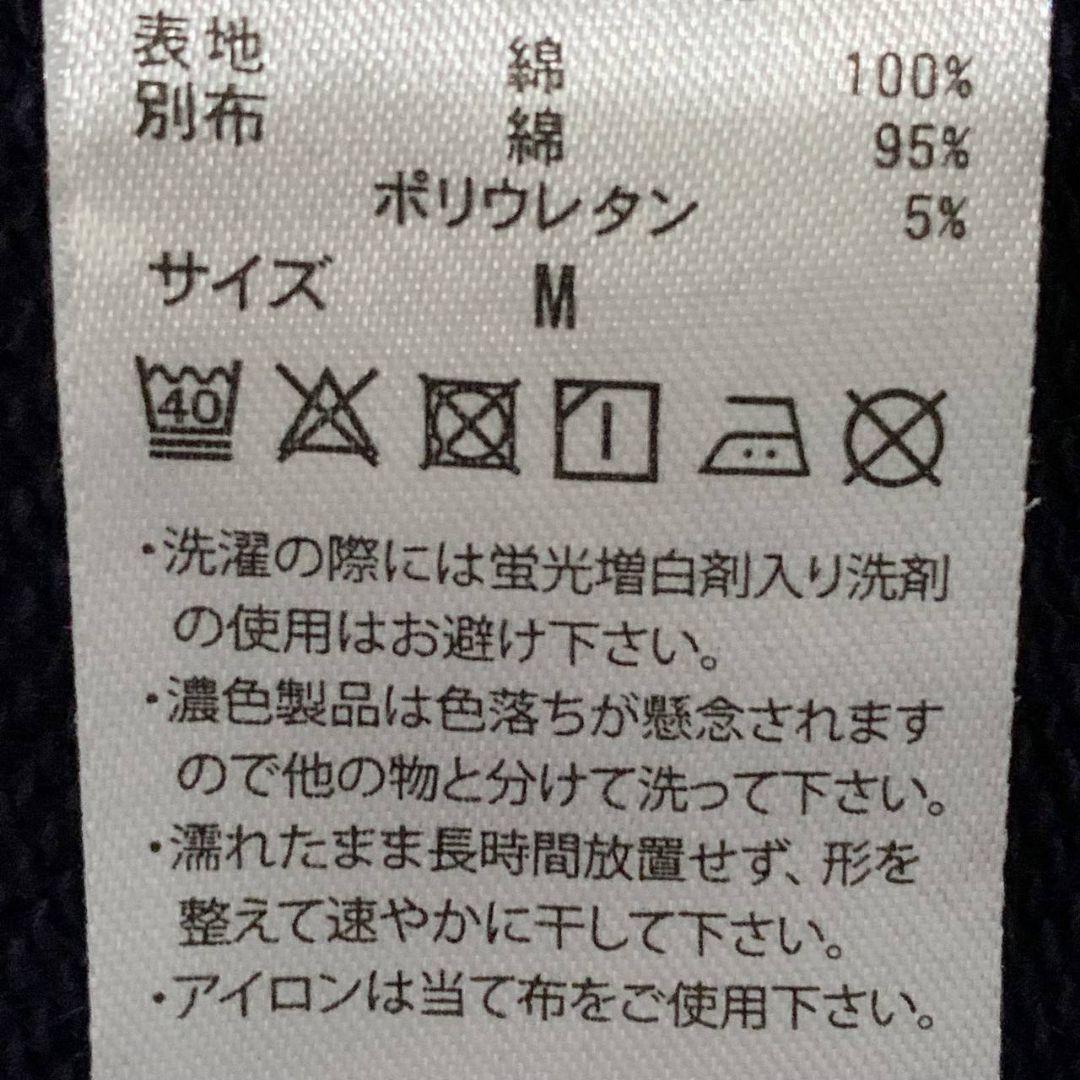 表地 綿 100%
別布 綿 95%
ポリウレタン 5%
サイズ M
40
・洗濯の際には蛍光増白剤入り洗剤
の使用はお避け下さい。
・濃色製品は色落ちが懸念されます
ので他の物と分けて洗って下さい。
・濡れたまま長時間放置せず、形を
整えて速やかに干して下さい。
・アイロンは当て布をご使用下さい。